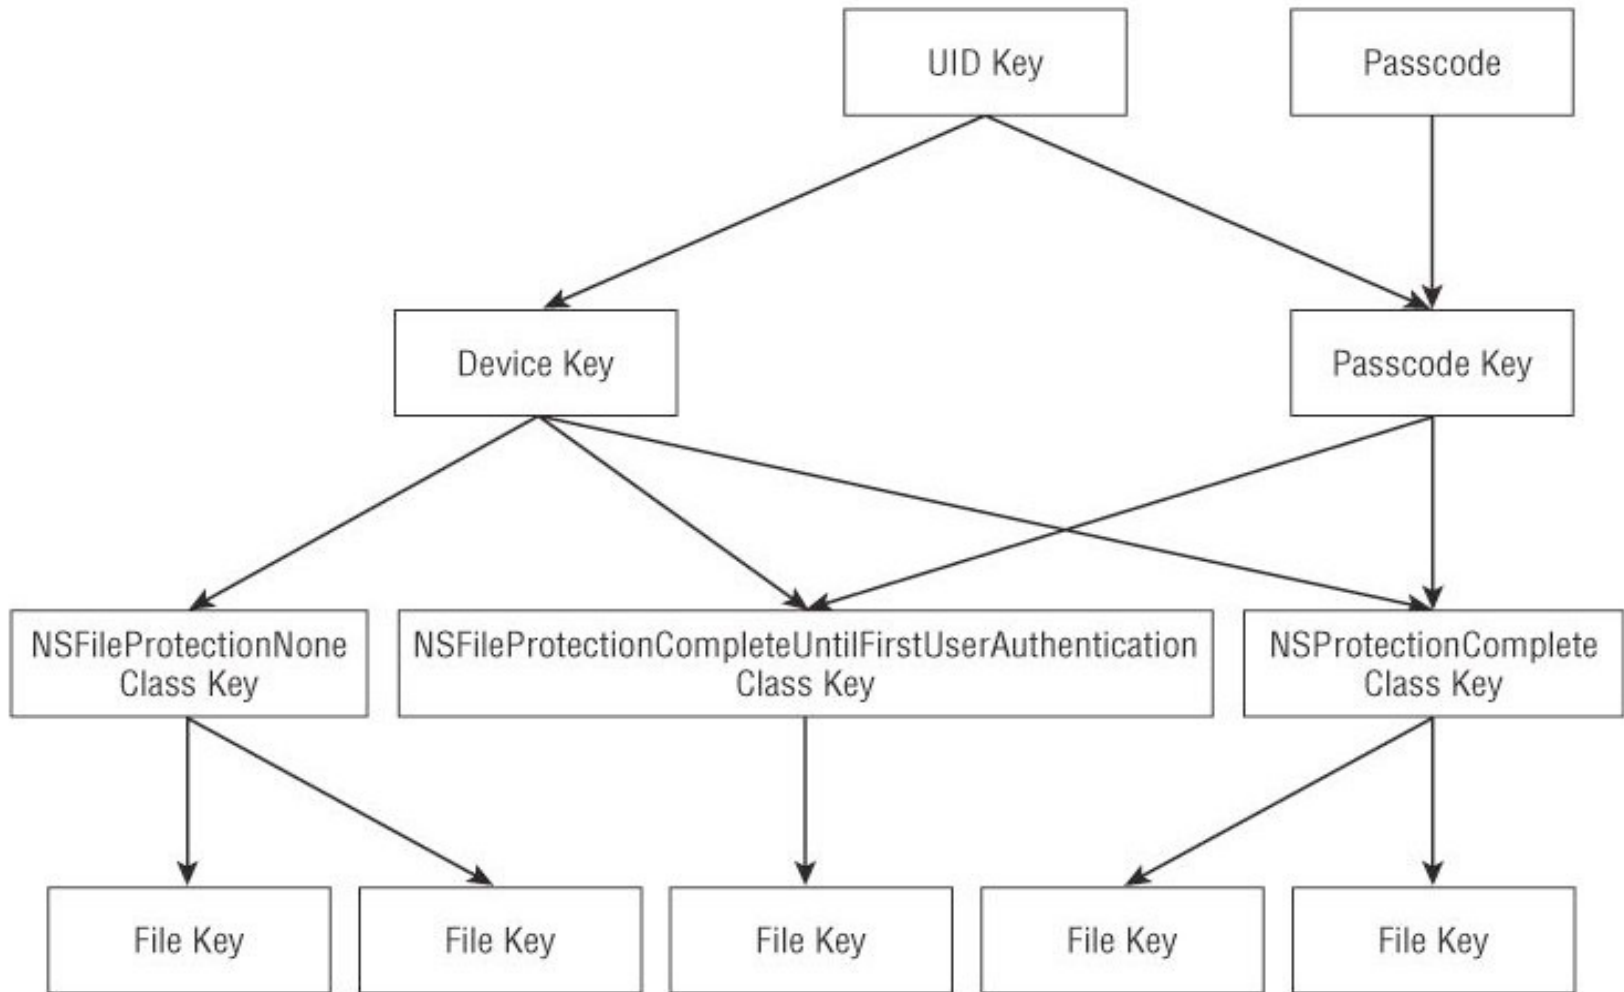 UID Key
Passcode
Device Key
Passcode Key
NSFileProtectionNone
Class Key
NSFileProtectionCompleteUntilFirstUserAuthentication
Class Key
NSProtectionComplete
Class Key
File Key
File Key
File Key
File Key
File Key